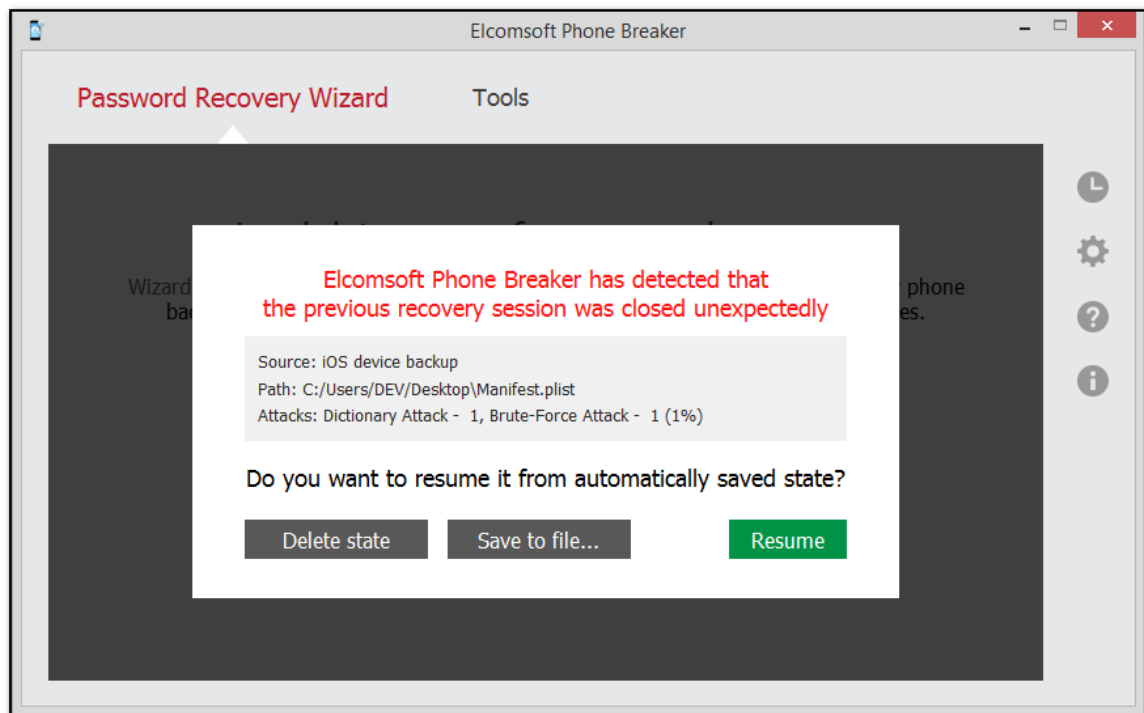 Elcomsoft Phone Breaker
Password Recovery Wizard Tools
Elcomsoft Phone Breaker has detected that
the previous recovery session was closed unexpectedly
Wizard phone
Source: iOS device backup
Path: C:/Users/DEV/Desktop\Manifest.plist
Attacks: Dictionary Attack - 1, Brute-Force Attack - 1 (1%)
Do you want to resume it from automatically saved state?
Delete state Save to file... Resume